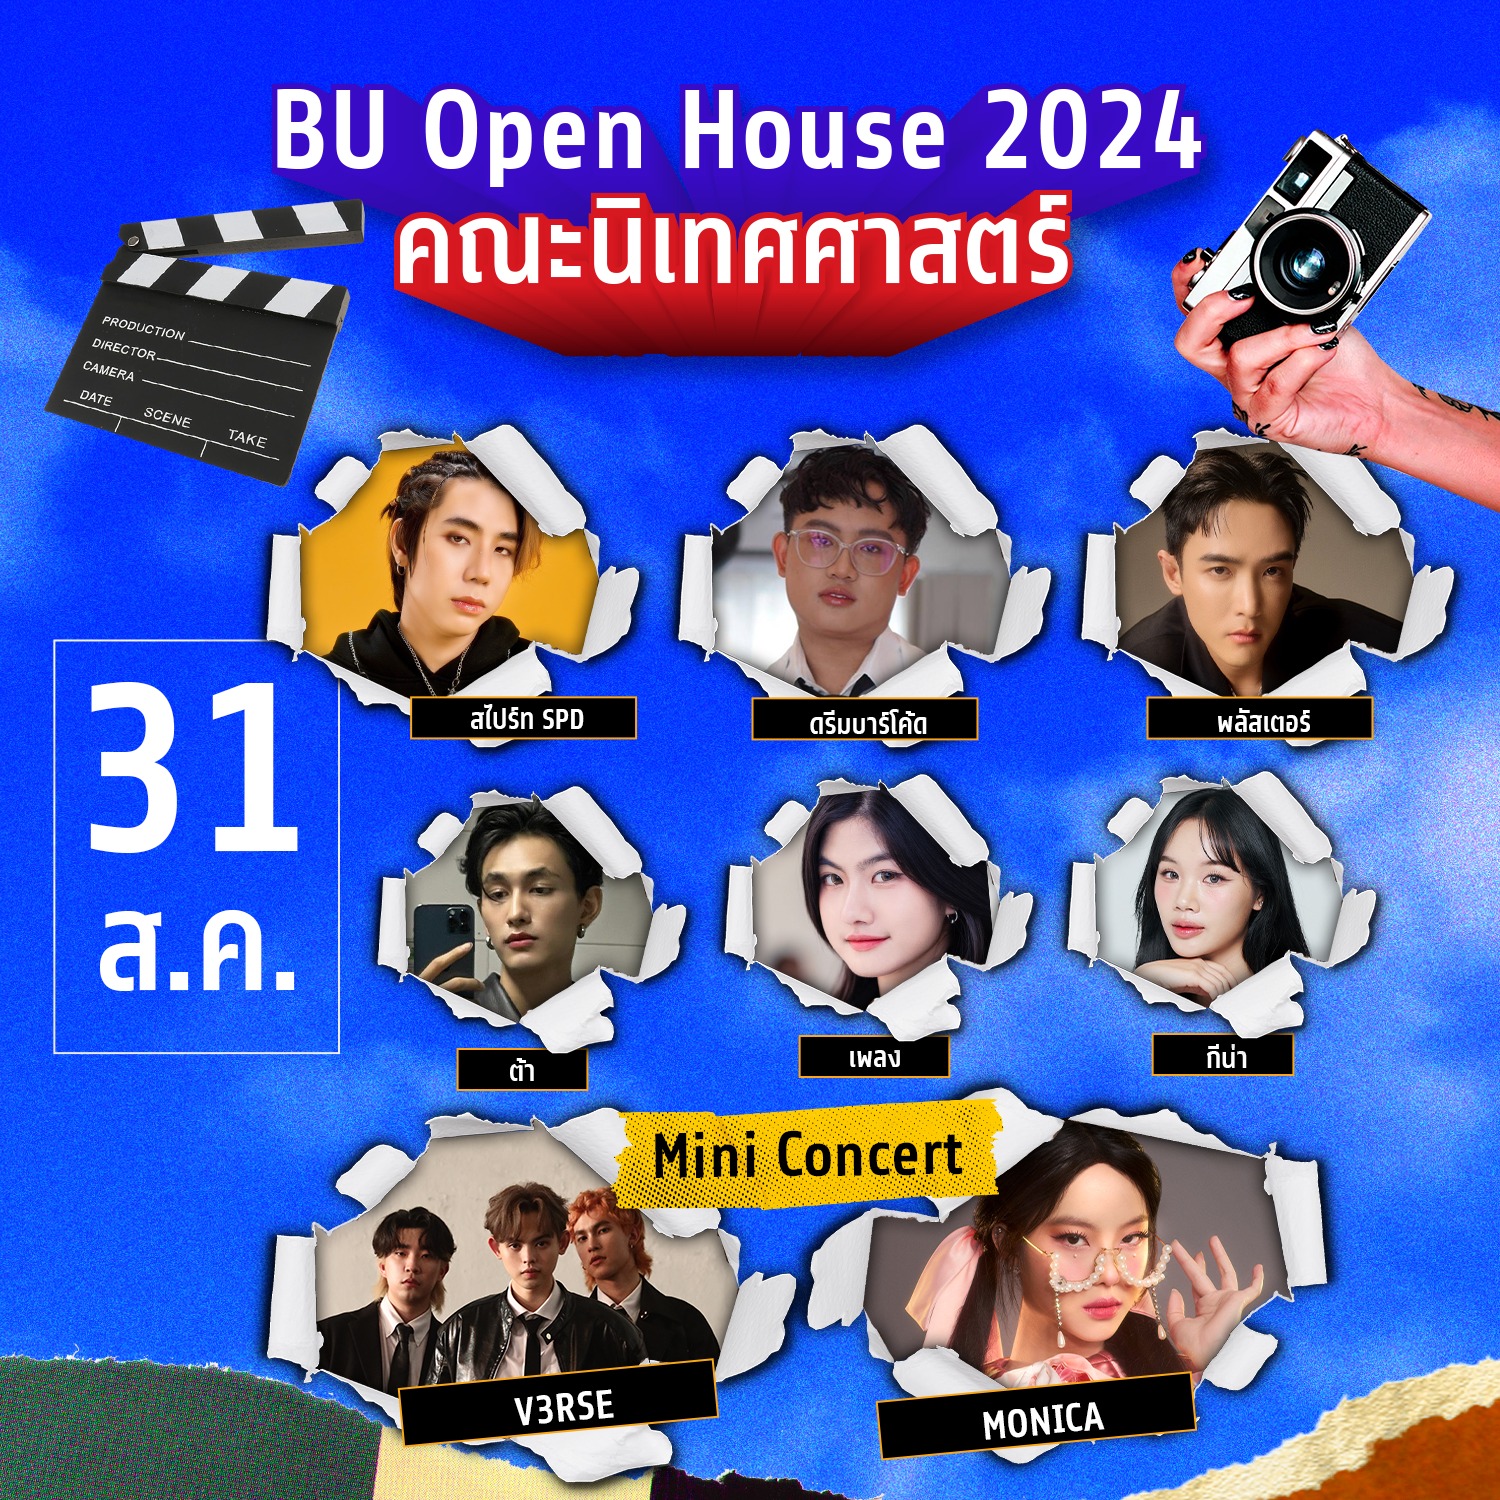 BU Open House 2024
คณะนิเทศศาสตร์
PRODUCTION
DIRECTOR
CAMERA
DATE SCENE TAKE
สไปร์ท SPD
ดรีมบาร์โค้ด
พลัสเตอร์
31
ส.ค.
ต้า
เพลง
กีน่า
Mini Concert
V3RSE
MONICA